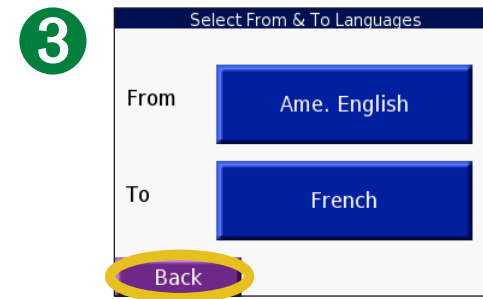 3
Select From & To Languages
From
Ame. English
To
French
Back